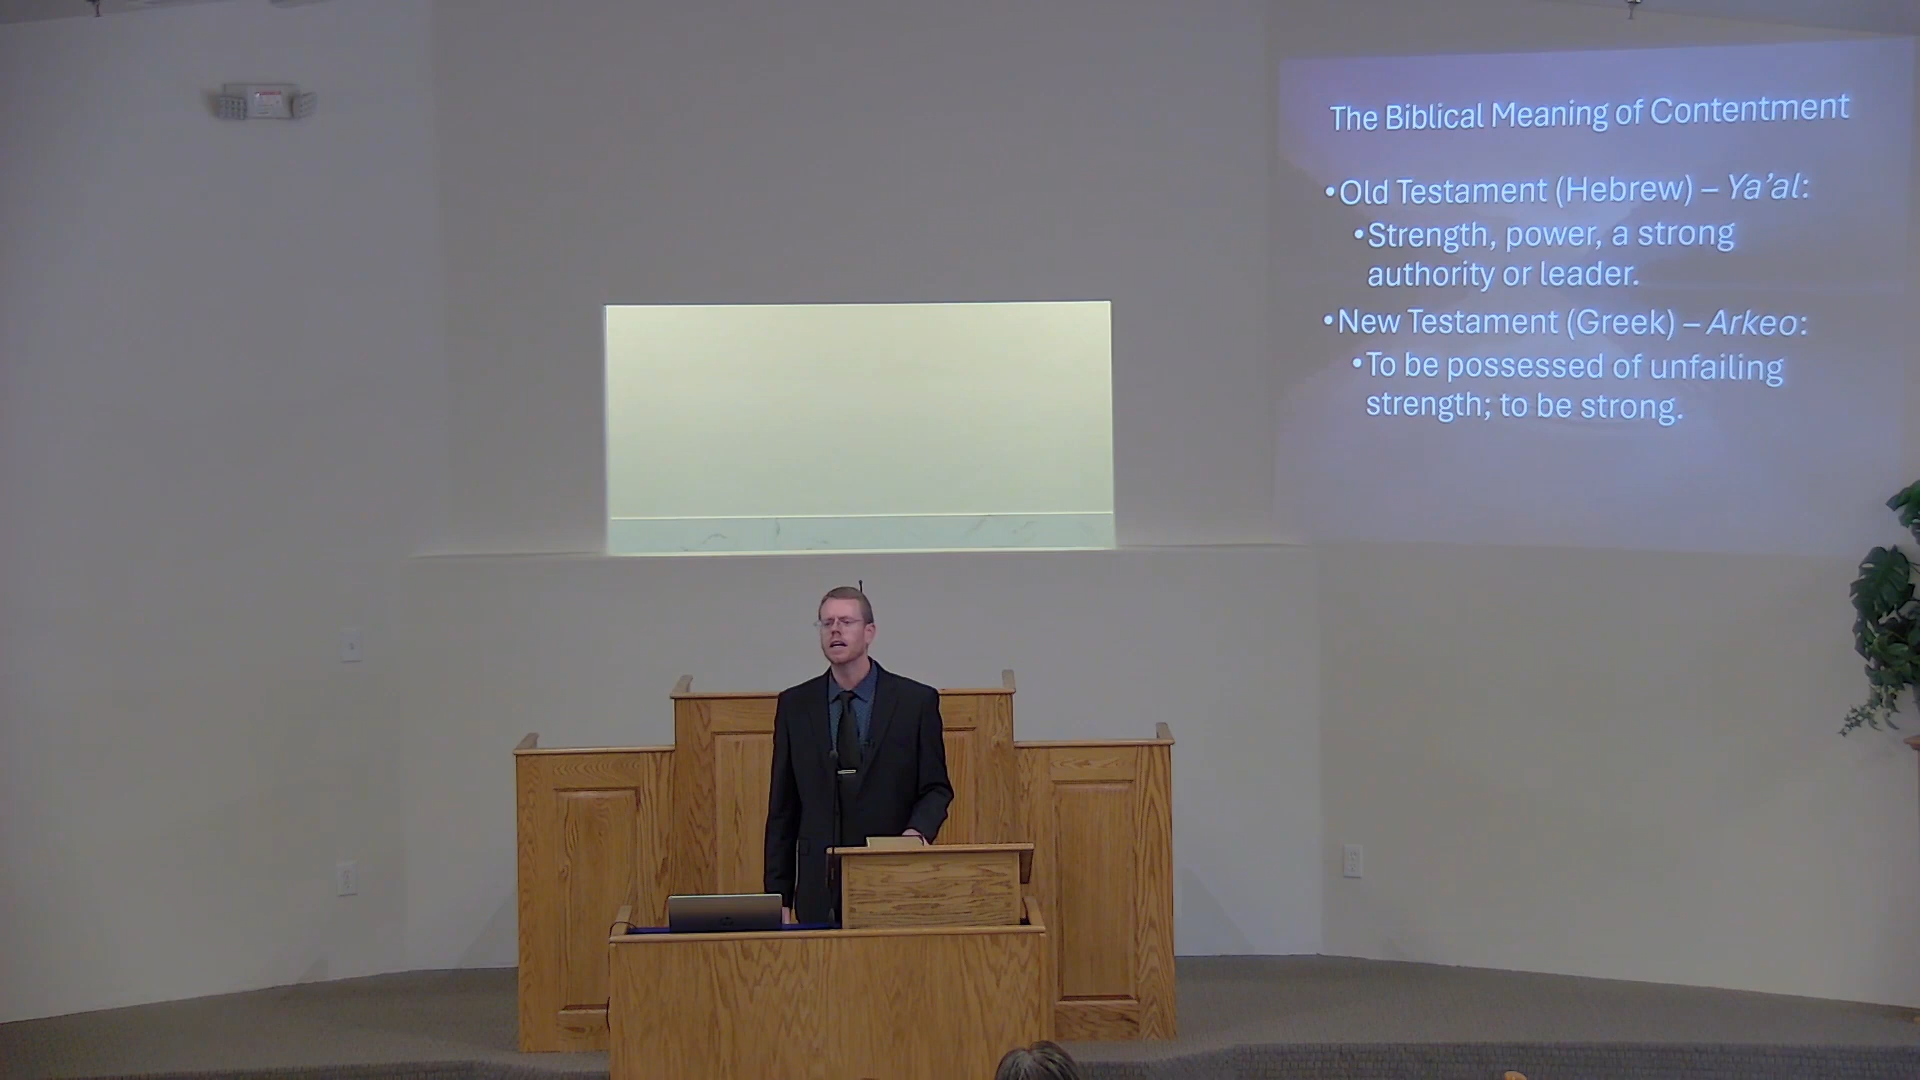 The Biblical Meaning of Contentment
•Old Testament (Hebrew) – Ya’al:
•Strength, power, a strong
authority or leader.
•New Testament (Greek) – Arkeo:
•To be possessed of unfailing
strength; to be strong.